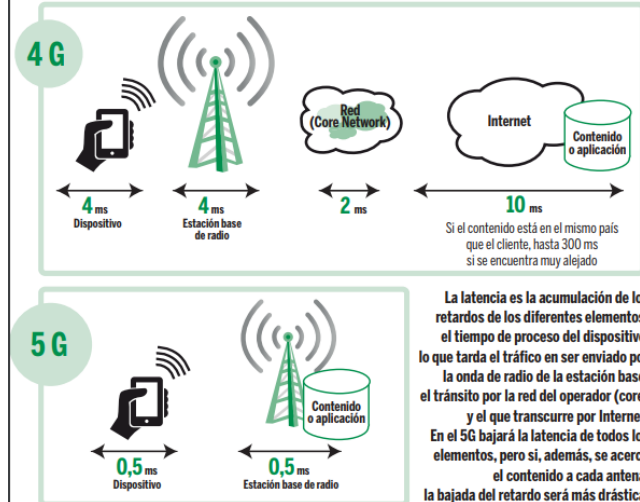 4 G
Red
(Core Network)
Internet
Contenido
o aplicación
4 ms
Dispositivo
4 ms
Estación base
de radio
2 ms
10 ms
Si el contenido está en el mismo país
que el cliente, hasta 300 ms
si se encuentra muy alejado
5 G
Contenido
o aplicación
0,5 ms
Dispositivo
0,5 ms
Estación base de radio
La latencia es la acumulación de lo
retardos de los diferentes elementos
el tiempo de proceso del dispositivo
lo que tarda el tráfico en ser enviado po
la onda de radio de la estación base
el tránsito por la red del operador (core
y el que transcurre por Interne
En el 5G bajará la latencia de todos lo
elementos, pero si, además, se acerc
el contenido a cada anten
la bajada del retardo será más drástic